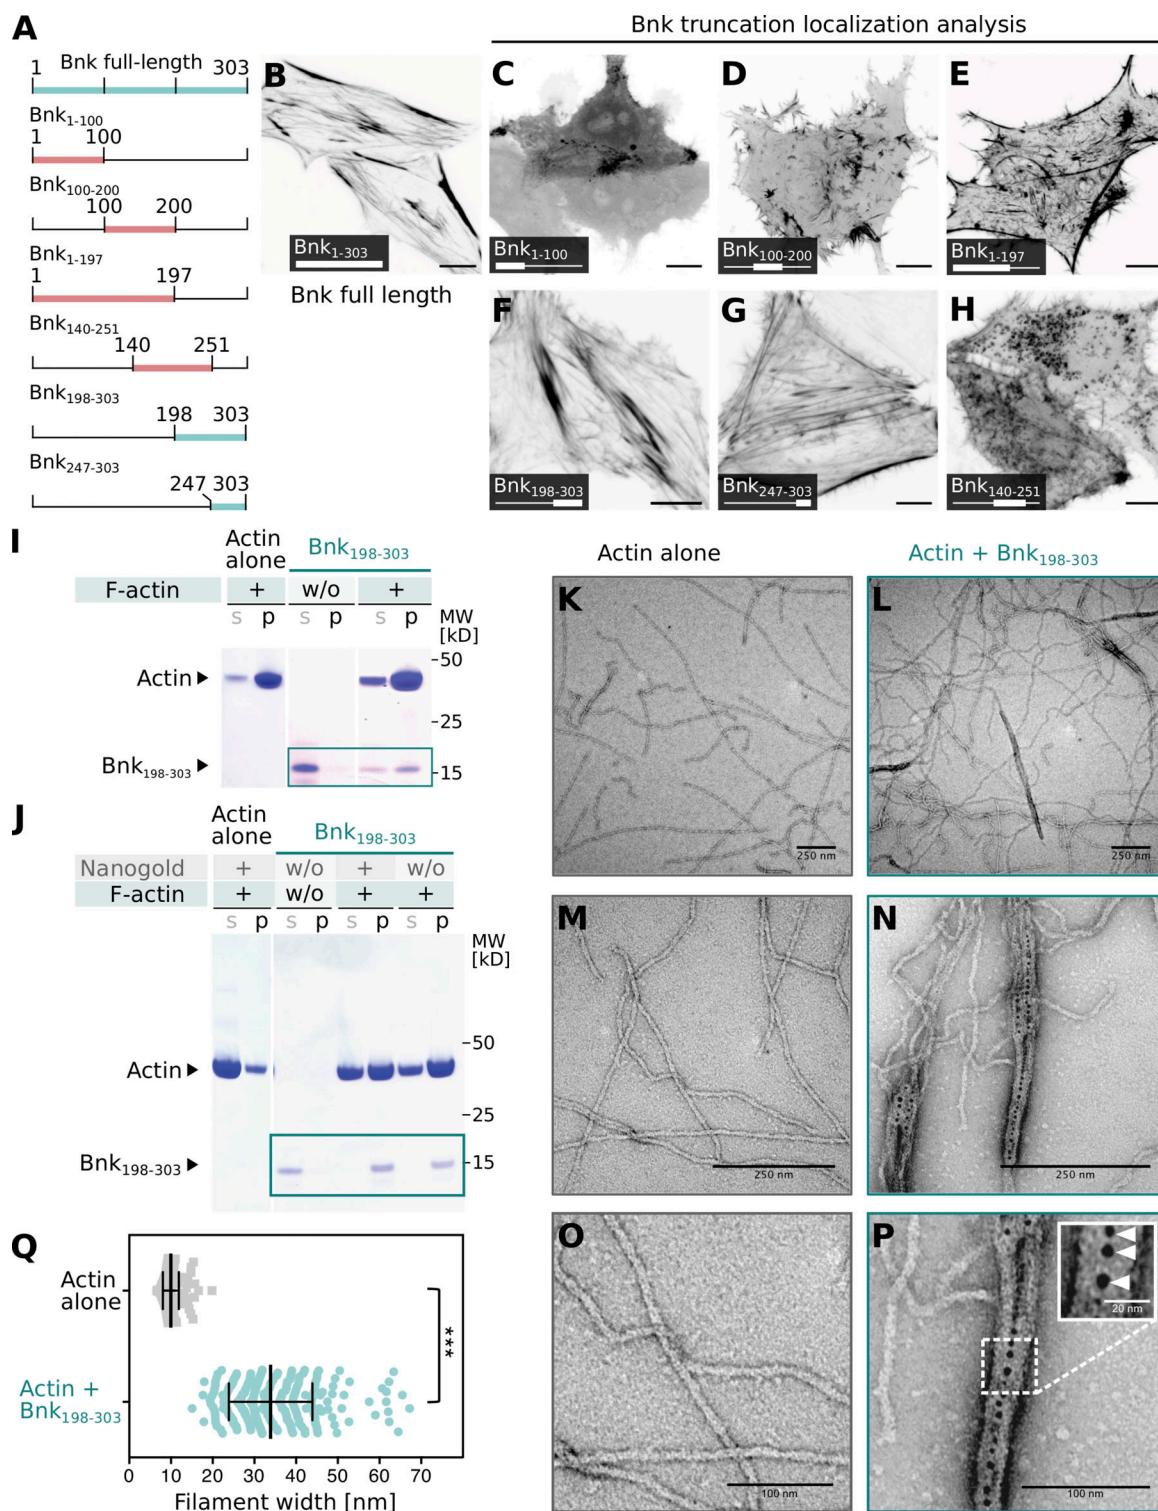 A
Bnk full-length
1 303
Bnk1-100
1 100
Bnk100-200
100 200
Bnk1-197
1 197
Bnk140-251
140 251
Bnk198-303
198 303
Bnk247-303
247 303
Bnk truncation localization analysis
B
Bnk1-303
Bnk full length
C
Bnk1-100
D
Bnk100-200
E
Bnk1-197
F
Bnk198-303
G
Bnk247-303
H
Bnk140-251
I
Actin alone
Bnk198-303
F-actin + w/o +
s p s p s p
MW [kD]
Actin
Bnk198-303
50
25
15
J
Actin alone
Bnk198-303
Nanogold + w/o + w/o
F-actin + w/o + +
s p s p s p s p
MW [kD]
Actin
Bnk198-303
50
25
15
Actin alone
Actin + Bnk198-303
K
250 nm
L
250 nm
M
250 nm
N
250 nm
O
100 nm
P
20 nm
100 nm
Q
Actin alone
Actin + Bnk198-303
***
0 10 20 30 40 50 60 70
Filament width [nm]